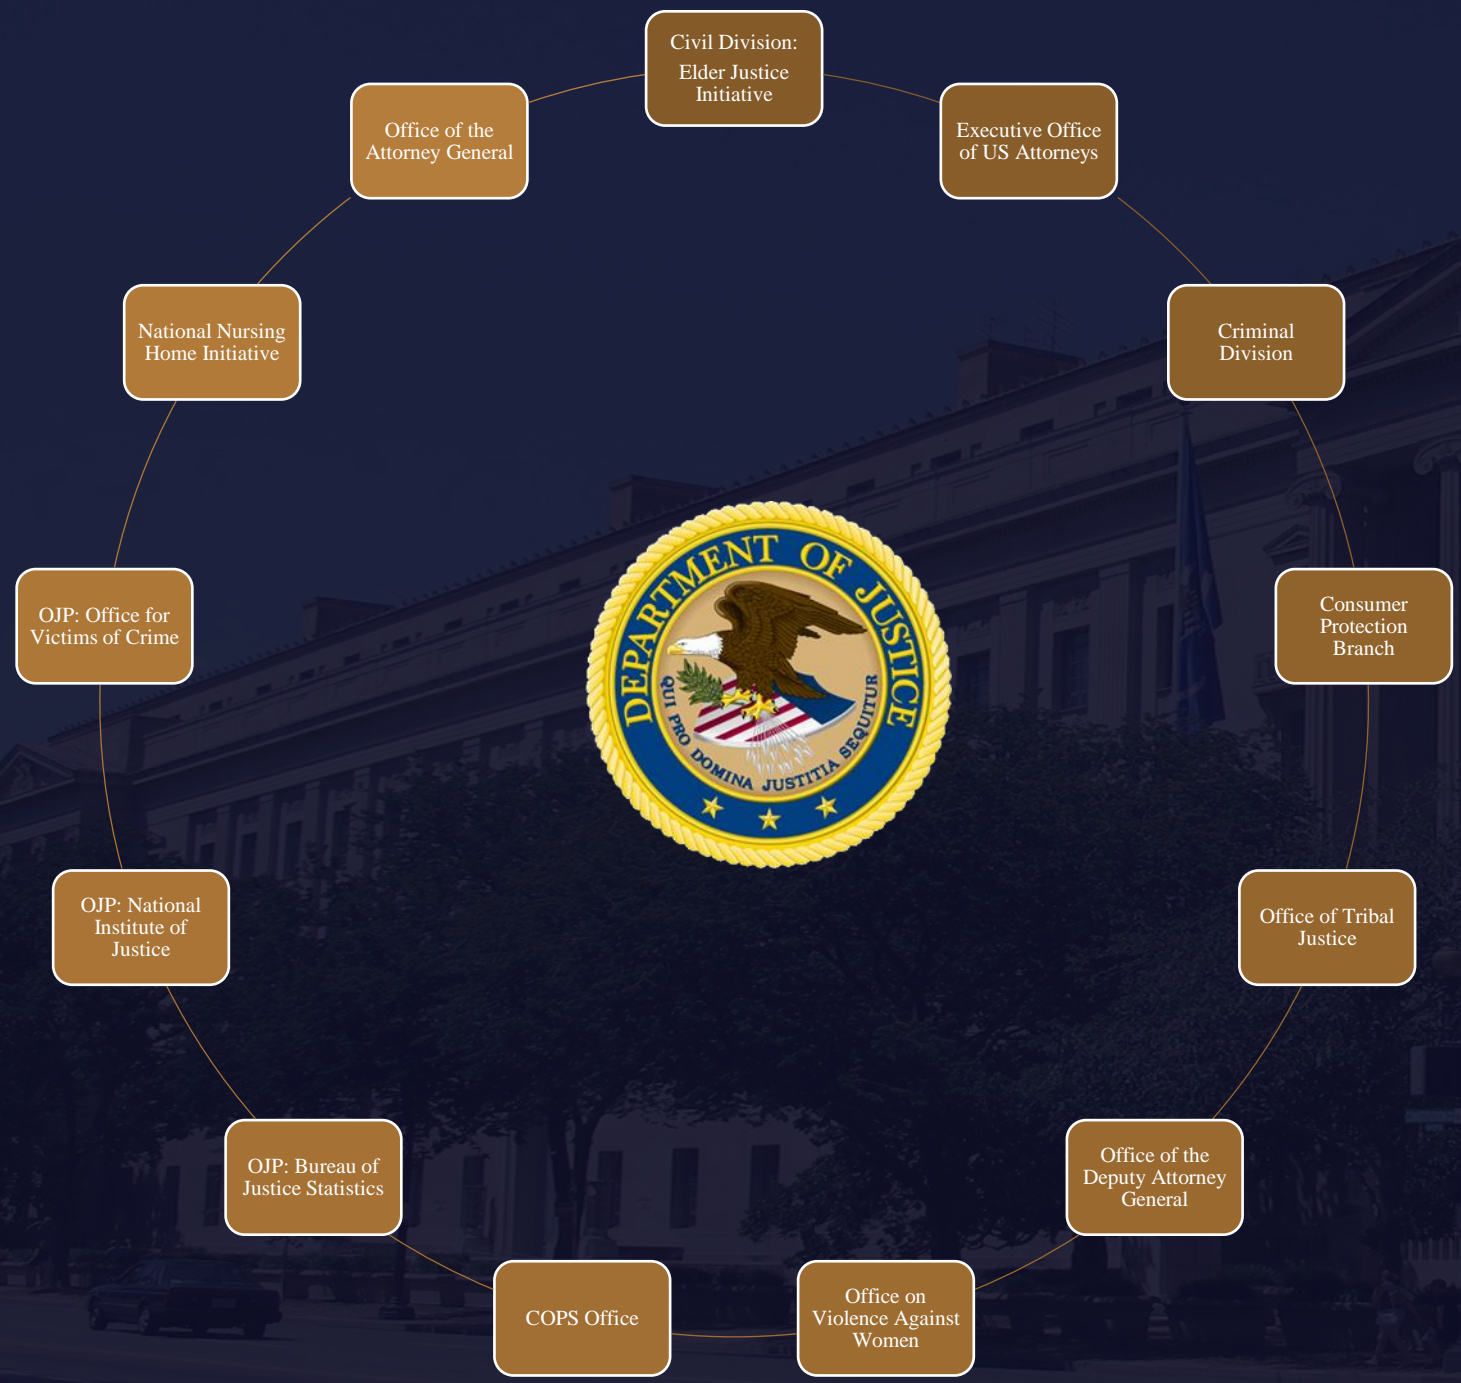 Civil Division:
Elder Justice
Initiative
Executive Office
of US Attorneys
Criminal
Division
Consumer
Protection
Branch
Office of Tribal
Justice
Office of the
Deputy Attorney
General
Office on
Violence Against
Women
COPS Office
OJP: Bureau of
Justice Statistics
OJP: National
Institute of
Justice
OJP: Office for
Victims of Crime
National Nursing
Home Initiative
Office of the
Attorney General
DEPARTMENT OF JUSTICE
QUI PRO DOMINA JUSTITIA SEQUITUR